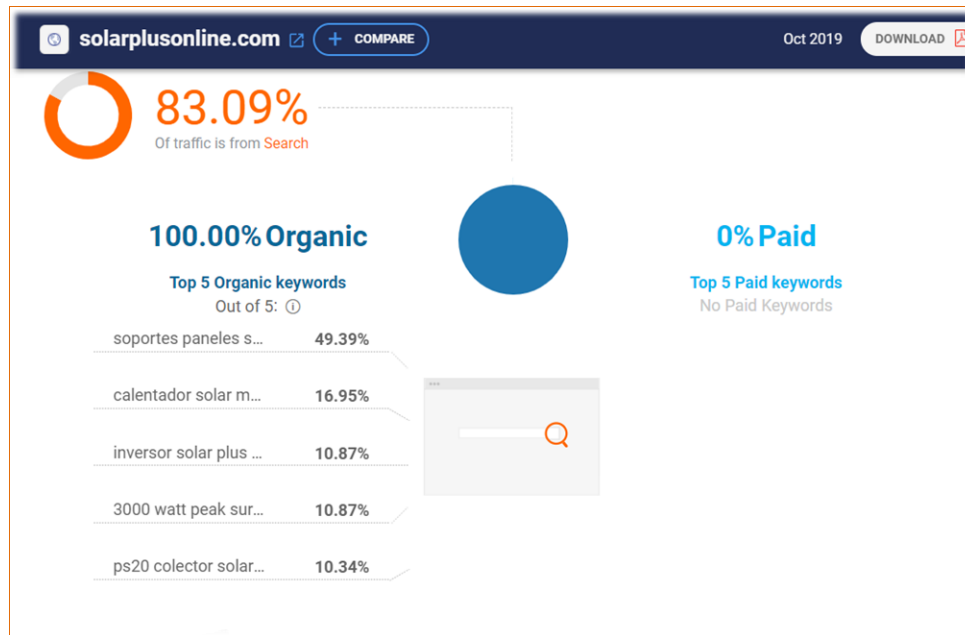 solarplusonline.com + COMPARE Oct 2019 DOWNLOAD
83.09%
Of traffic is from Search
100.00% Organic
0% Paid
Top 5 Organic keywords
Top 5 Paid keywords
Out of 5:
No Paid Keywords
soportes paneles s... 49.39%
calentador solar m... 16.95%
inversor solar plus ... 10.87%
3000 watt peak sur... 10.87%
ps20 colector solar... 10.34%